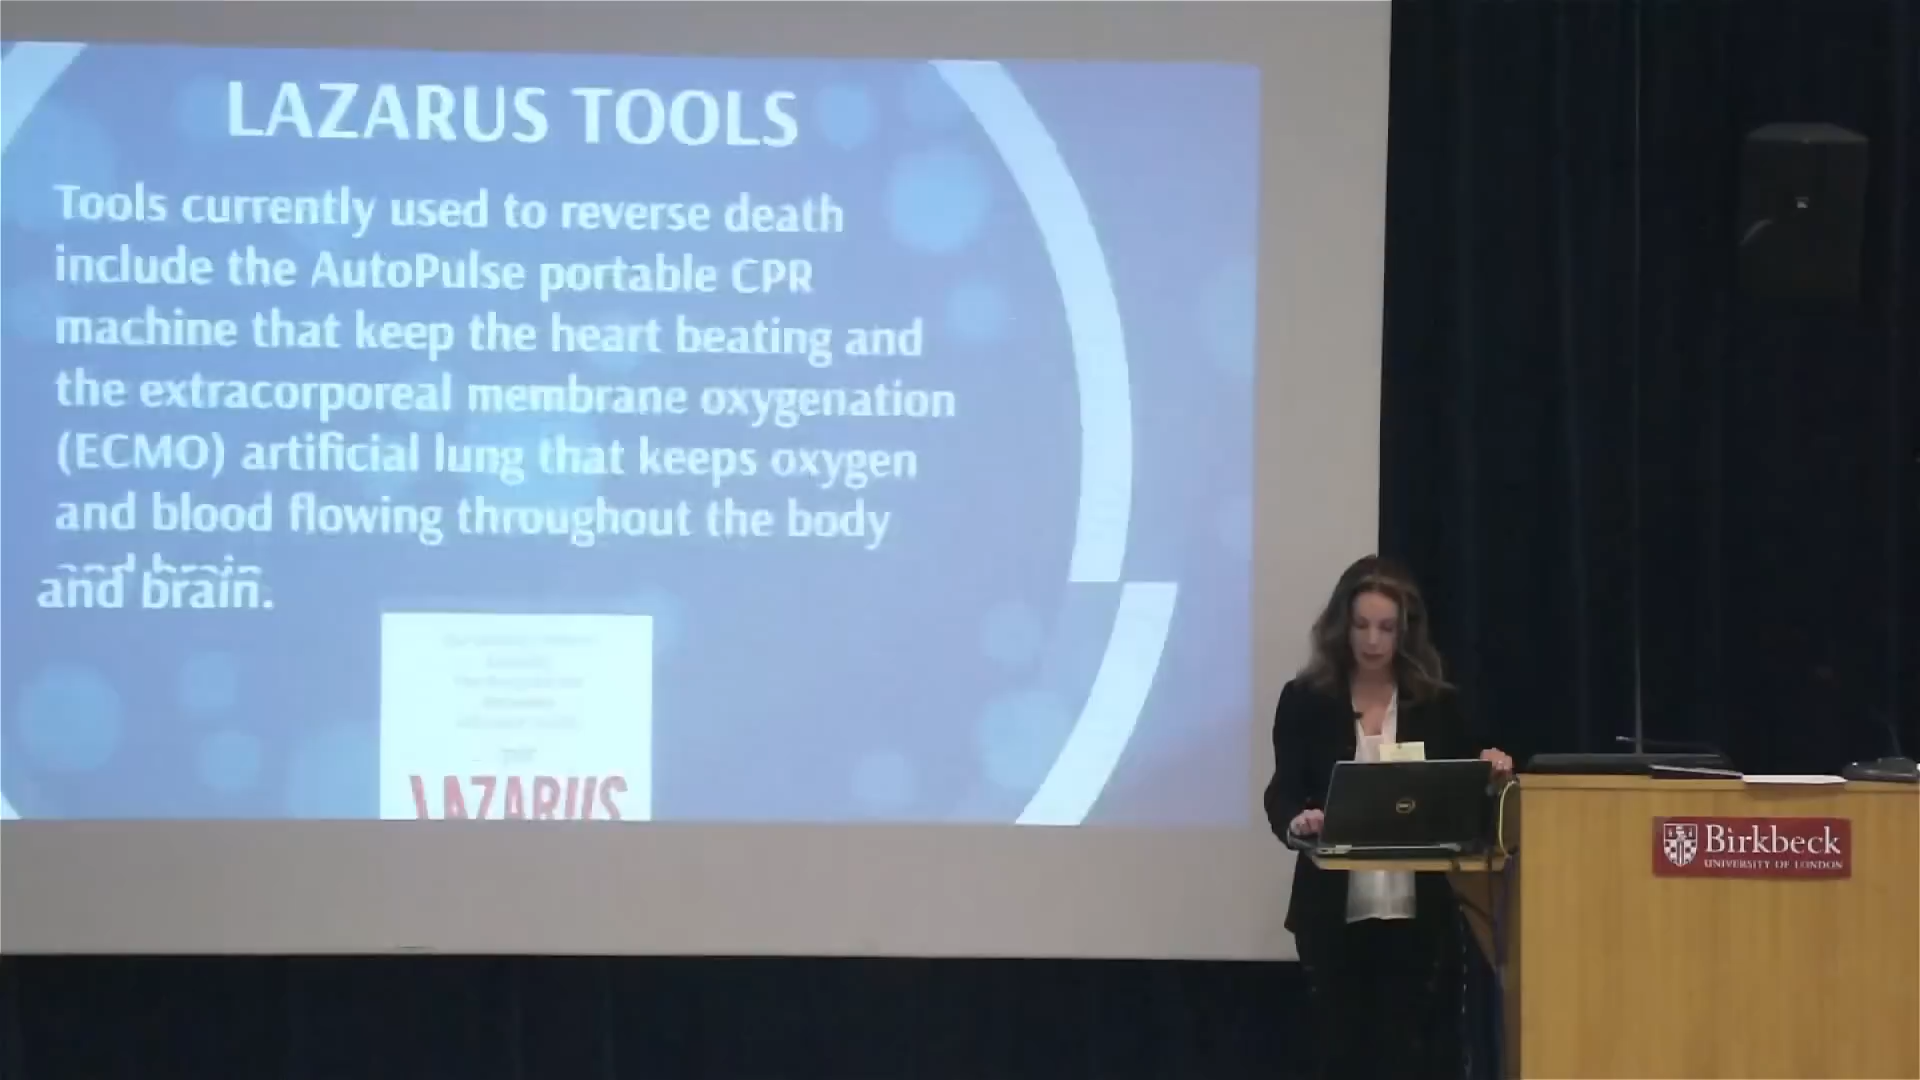 LAZARUS TOOLS
Tools currently used to reverse death
include the AutoPulse portable CPR
machine that keep the heart beating and
the extracorporeal membrane oxygenation
(ECMO) artificial lung that keeps oxygen
and blood flowing throughout the body
and brain.
LAZARUS
Birkbeck
UNIVERSITY OF LONDON